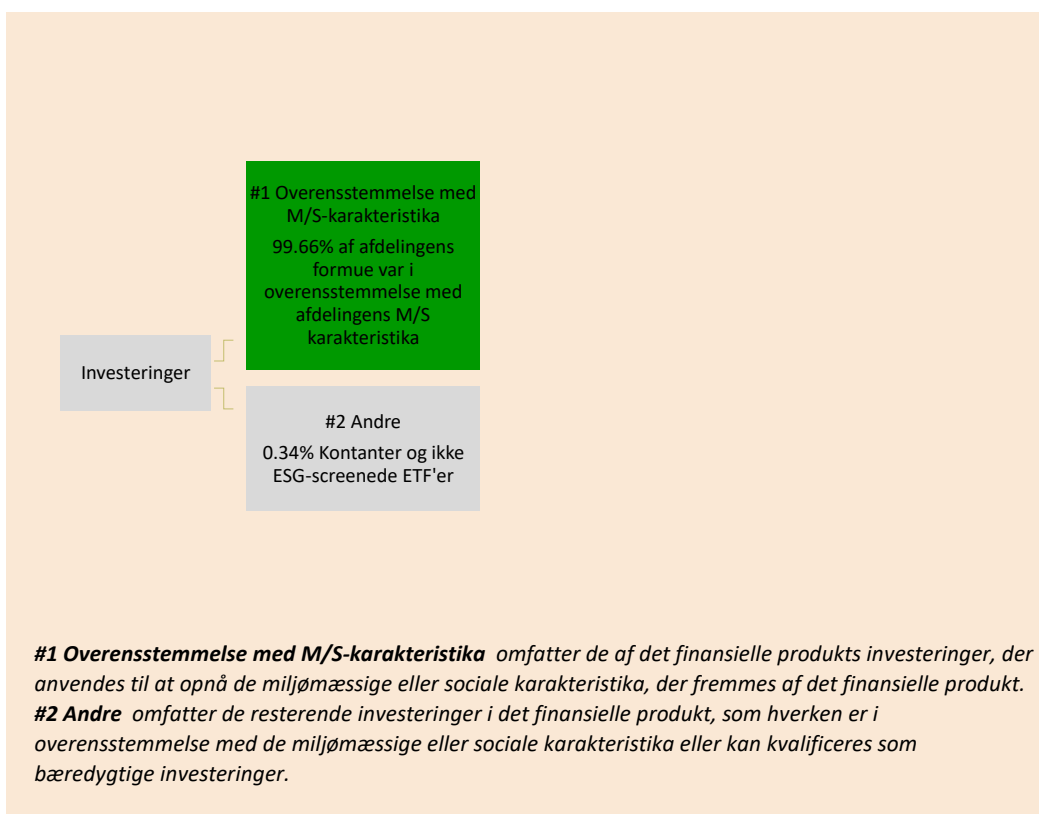 #1 Overensstemmelse med
M/S-karakteristika
99.66% af afdelingens
formue var i
overensstemmelse med
afdelingens M/S
karakteristika
Investeringer
#2 Andre
0.34% Kontanter og ikke
ESG-screenede ETF'er
#1 Overensstemmelse med M/S-karakteristika omfatter de af det finansielle produkts investeringer, der
anvendes til at opnå de miljømæssige eller sociale karakteristika, der fremmes af det finansielle produkt.
#2 Andre omfatter de resterende investeringer i det finansielle produkt, som hverken er i
overensstemmelse med de miljømæssige eller sociale karakteristika eller kan kvalificeres som
bæredygtige investeringer.